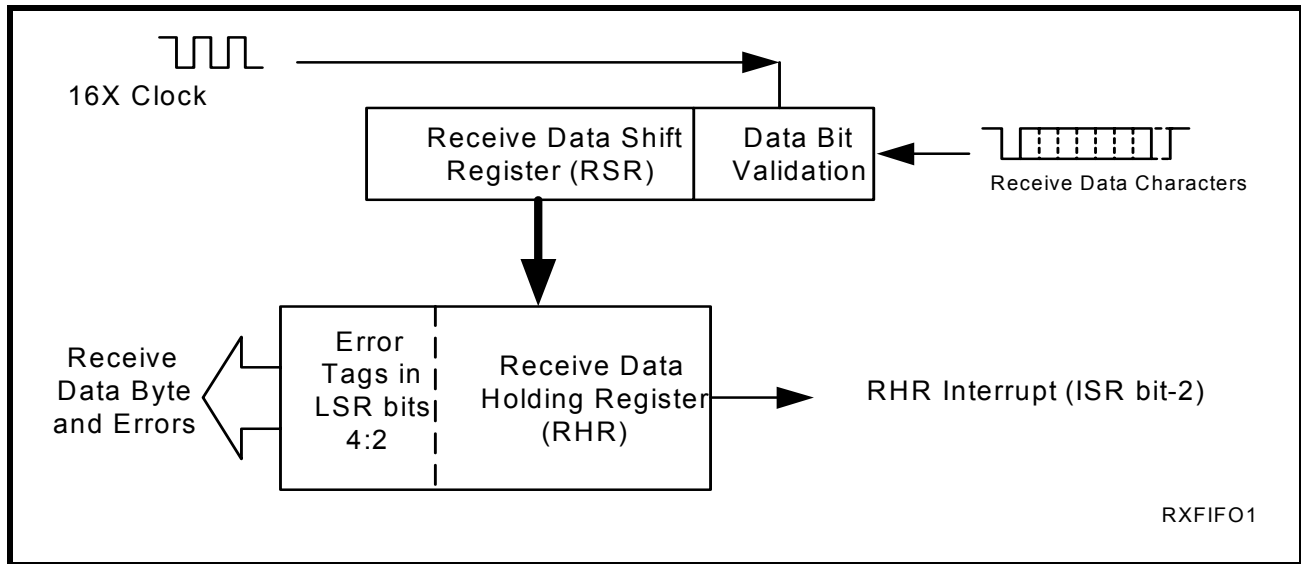 16X Clock
Receive Data Shift
Register (RSR)
Data Bit
Validation
Receive Data Characters
Receive
Data Byte
and Errors
Error
Tags in
LSR bits
4:2
Receive Data
Holding Register
(RHR)
RHR Interrupt (ISR bit-2)
RXFIFO1